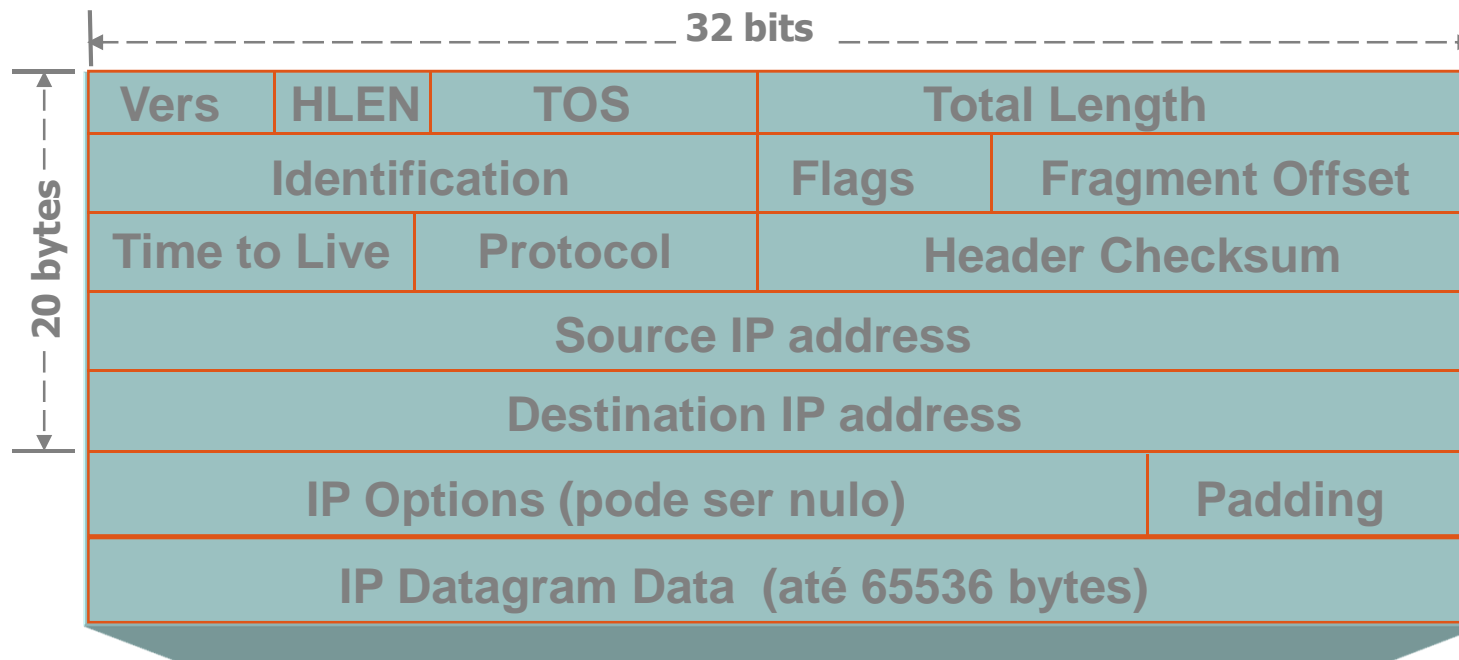 32 bits
Vers HLEN TOS Total Length
Identification Flags Fragment Offset
20 bytes
Time to Live Protocol Header Checksum
Source IP address
Destination IP address
IP Options (pode ser nulo) Padding
IP Datagram Data (até 65536 bytes)